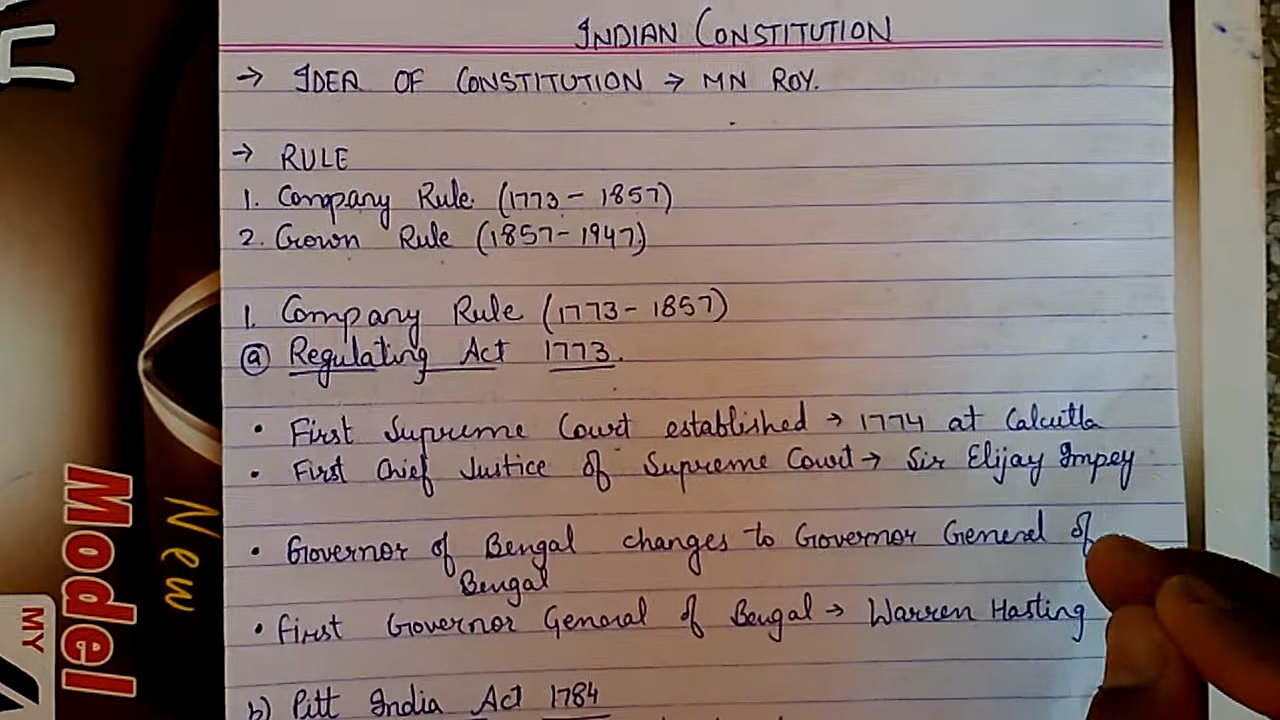 INDIAN CONSTITUTION
→ IDEA OF CONSTITUTION → MN ROY.
→ RULE
1. Company Rule (1773 - 1857)
2. Crown Rule (1857 - 1947)
1. Company Rule (1773 - 1857)
ⓐ Regulating Act 1773.
• First Supreme Court established → 1774 at Calcutta
• First Chief Justice of Supreme Court → Sir Elijay Impey
• Governor of Bengal changes to Governor General of
Bengal
• First Governor General of Bengal → Warren Hasting
b) Pitt India Act 1784
New
Model
MY